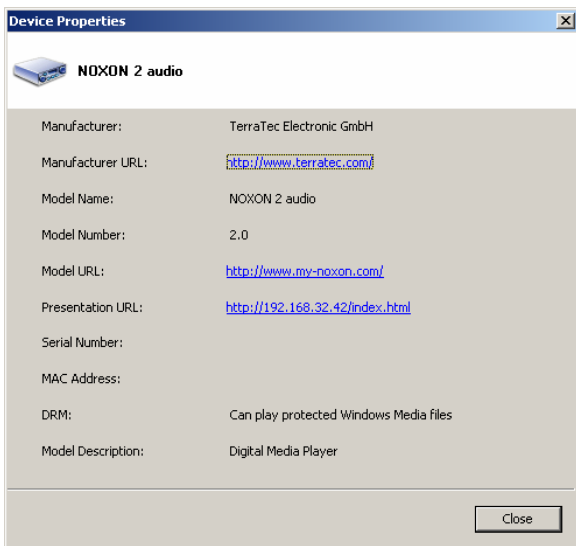 Device Properties
NOXON 2 audio
Manufacturer: TerraTec Electronic GmbH
Manufacturer URL: http://www.terratec.com/
Model Name: NOXON 2 audio
Model Number: 2.0
Model URL: http://www.my-noxon.com/
Presentation URL: http://192.168.32.42/index.html
Serial Number:
MAC Address:
DRM: Can play protected Windows Media files
Model Description: Digital Media Player
Close